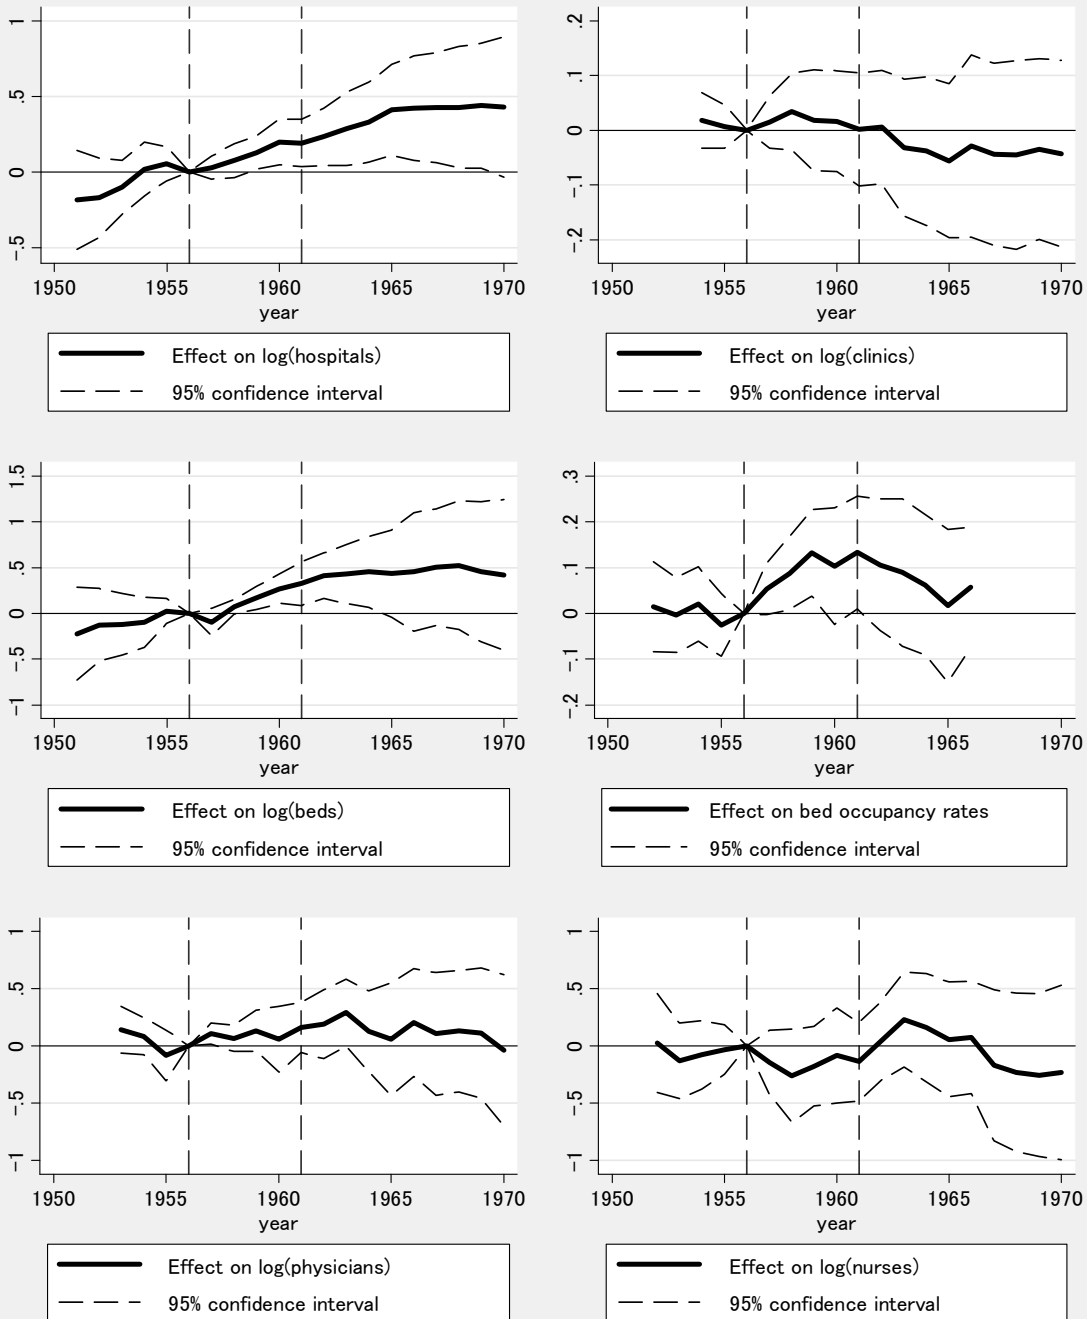 1
.5
0
-.5
1950 1955 1960 1965 1970
year
Effect on log(hospitals)
95% confidence interval
.2
.1
0
-.1
-.2
1950 1955 1960 1965 1970
year
Effect on log(clinics)
95% confidence interval
1.5
1
.5
0
-.5
-1
1950 1955 1960 1965 1970
year
Effect on log(beds)
95% confidence interval
.3
.2
.1
0
-.1
-.2
1950 1955 1960 1965 1970
year
Effect on bed occupancy rates
95% confidence interval
1
.5
0
-.5
-1
1950 1955 1960 1965 1970
year
Effect on log(physicians)
95% confidence interval
1
.5
0
-.5
-1
1950 1955 1960 1965 1970
year
Effect on log(nurses)
95% confidence interval